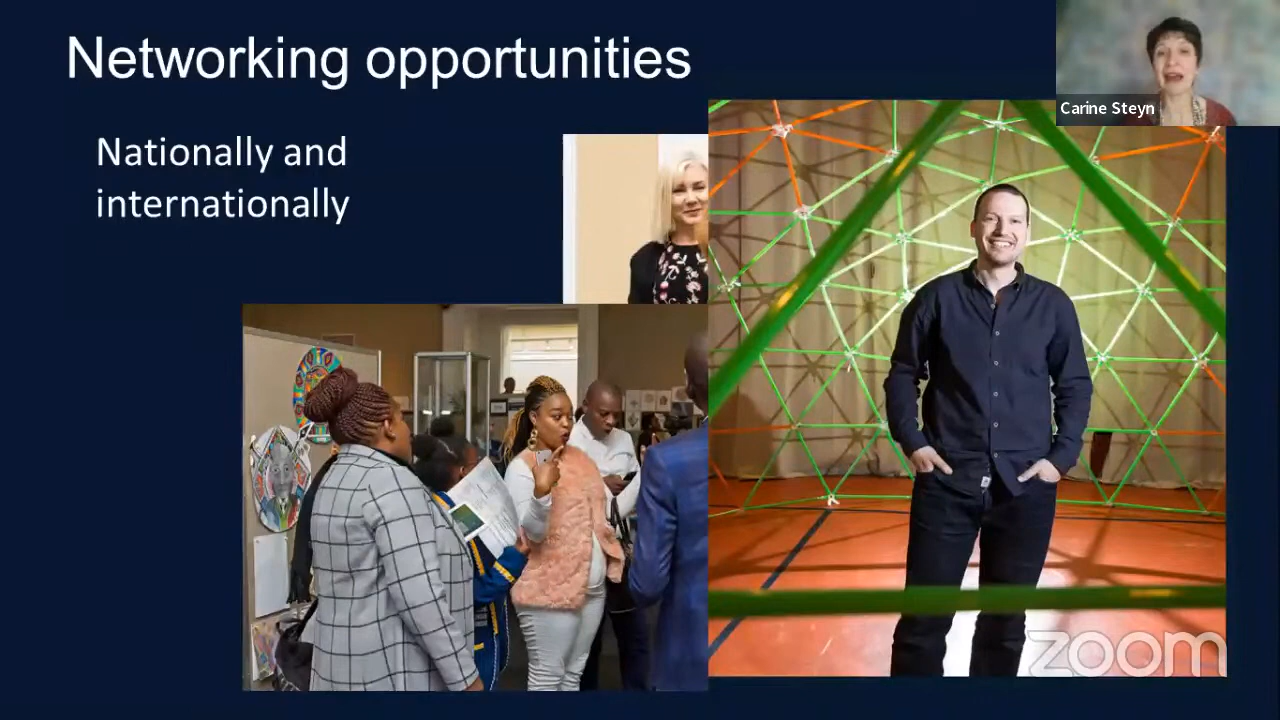 Networking opportunities
Nationally and
internationally
Carine Steyn
zoom